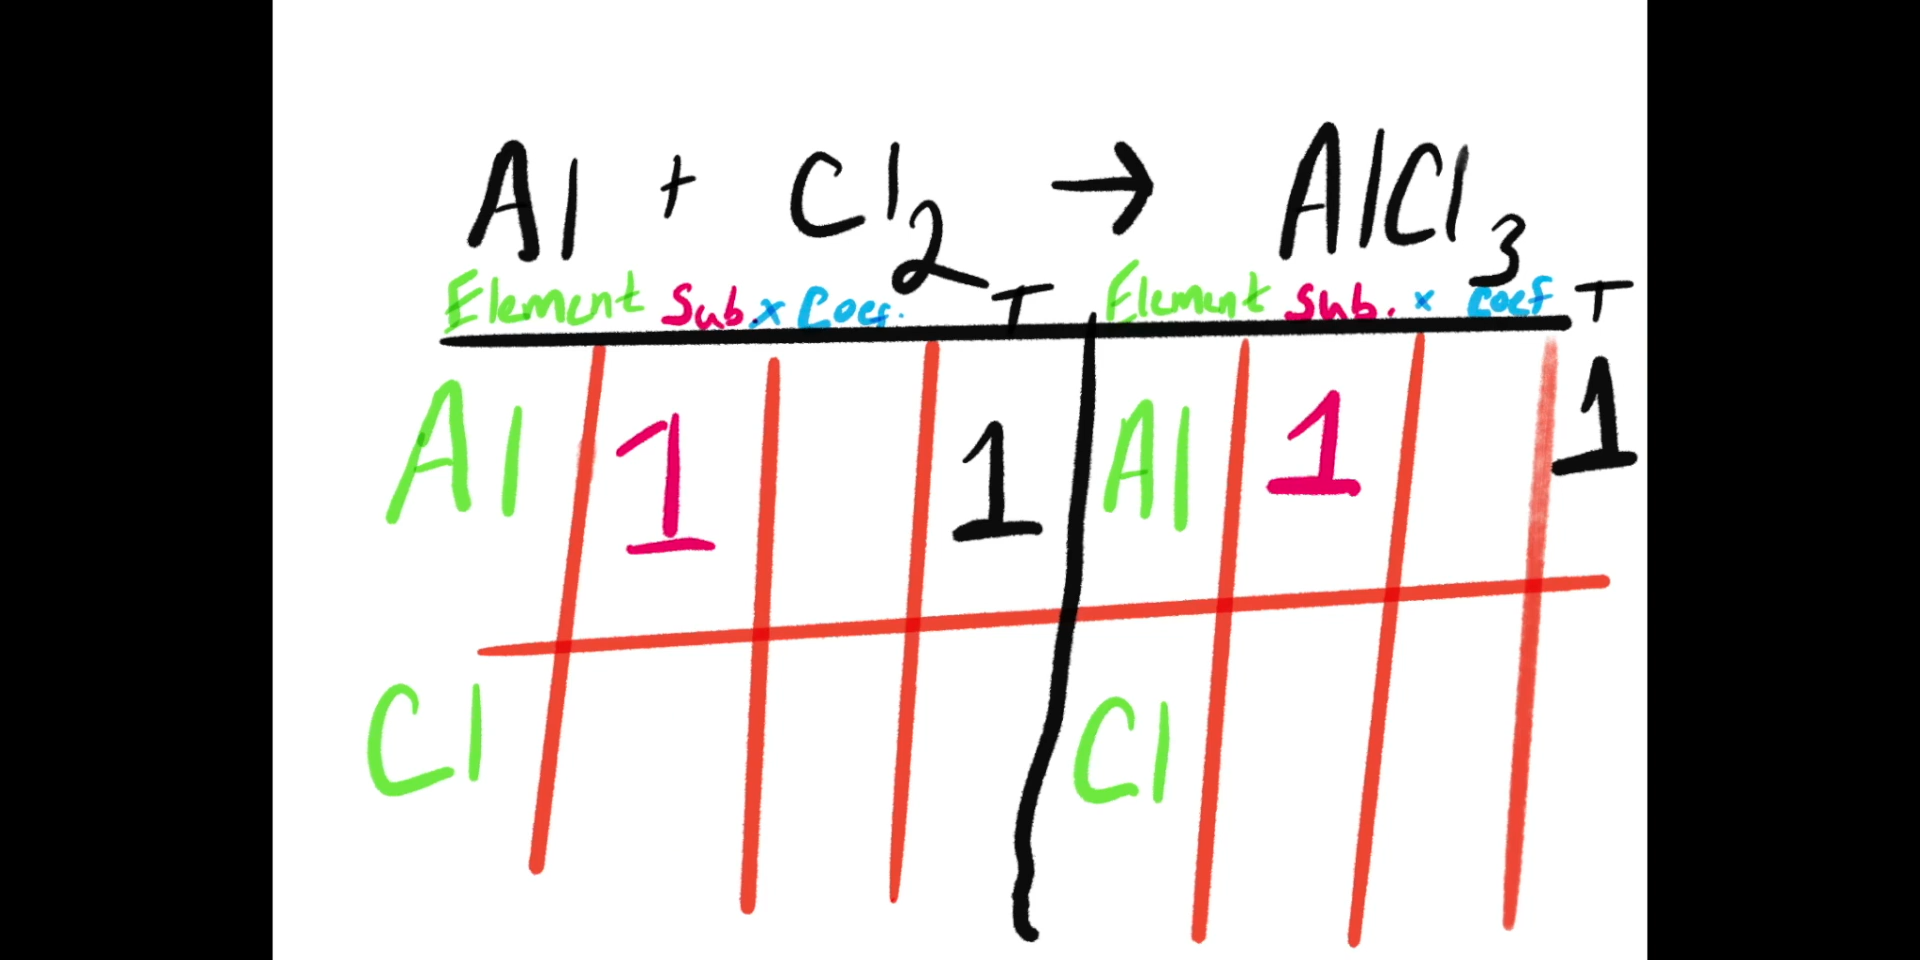 Al + Cl₂ → AlCl₃
Element Sub. x Coef. T Element Sub. x Coef T
Al 1 1 Al 1 1
Cl Cl